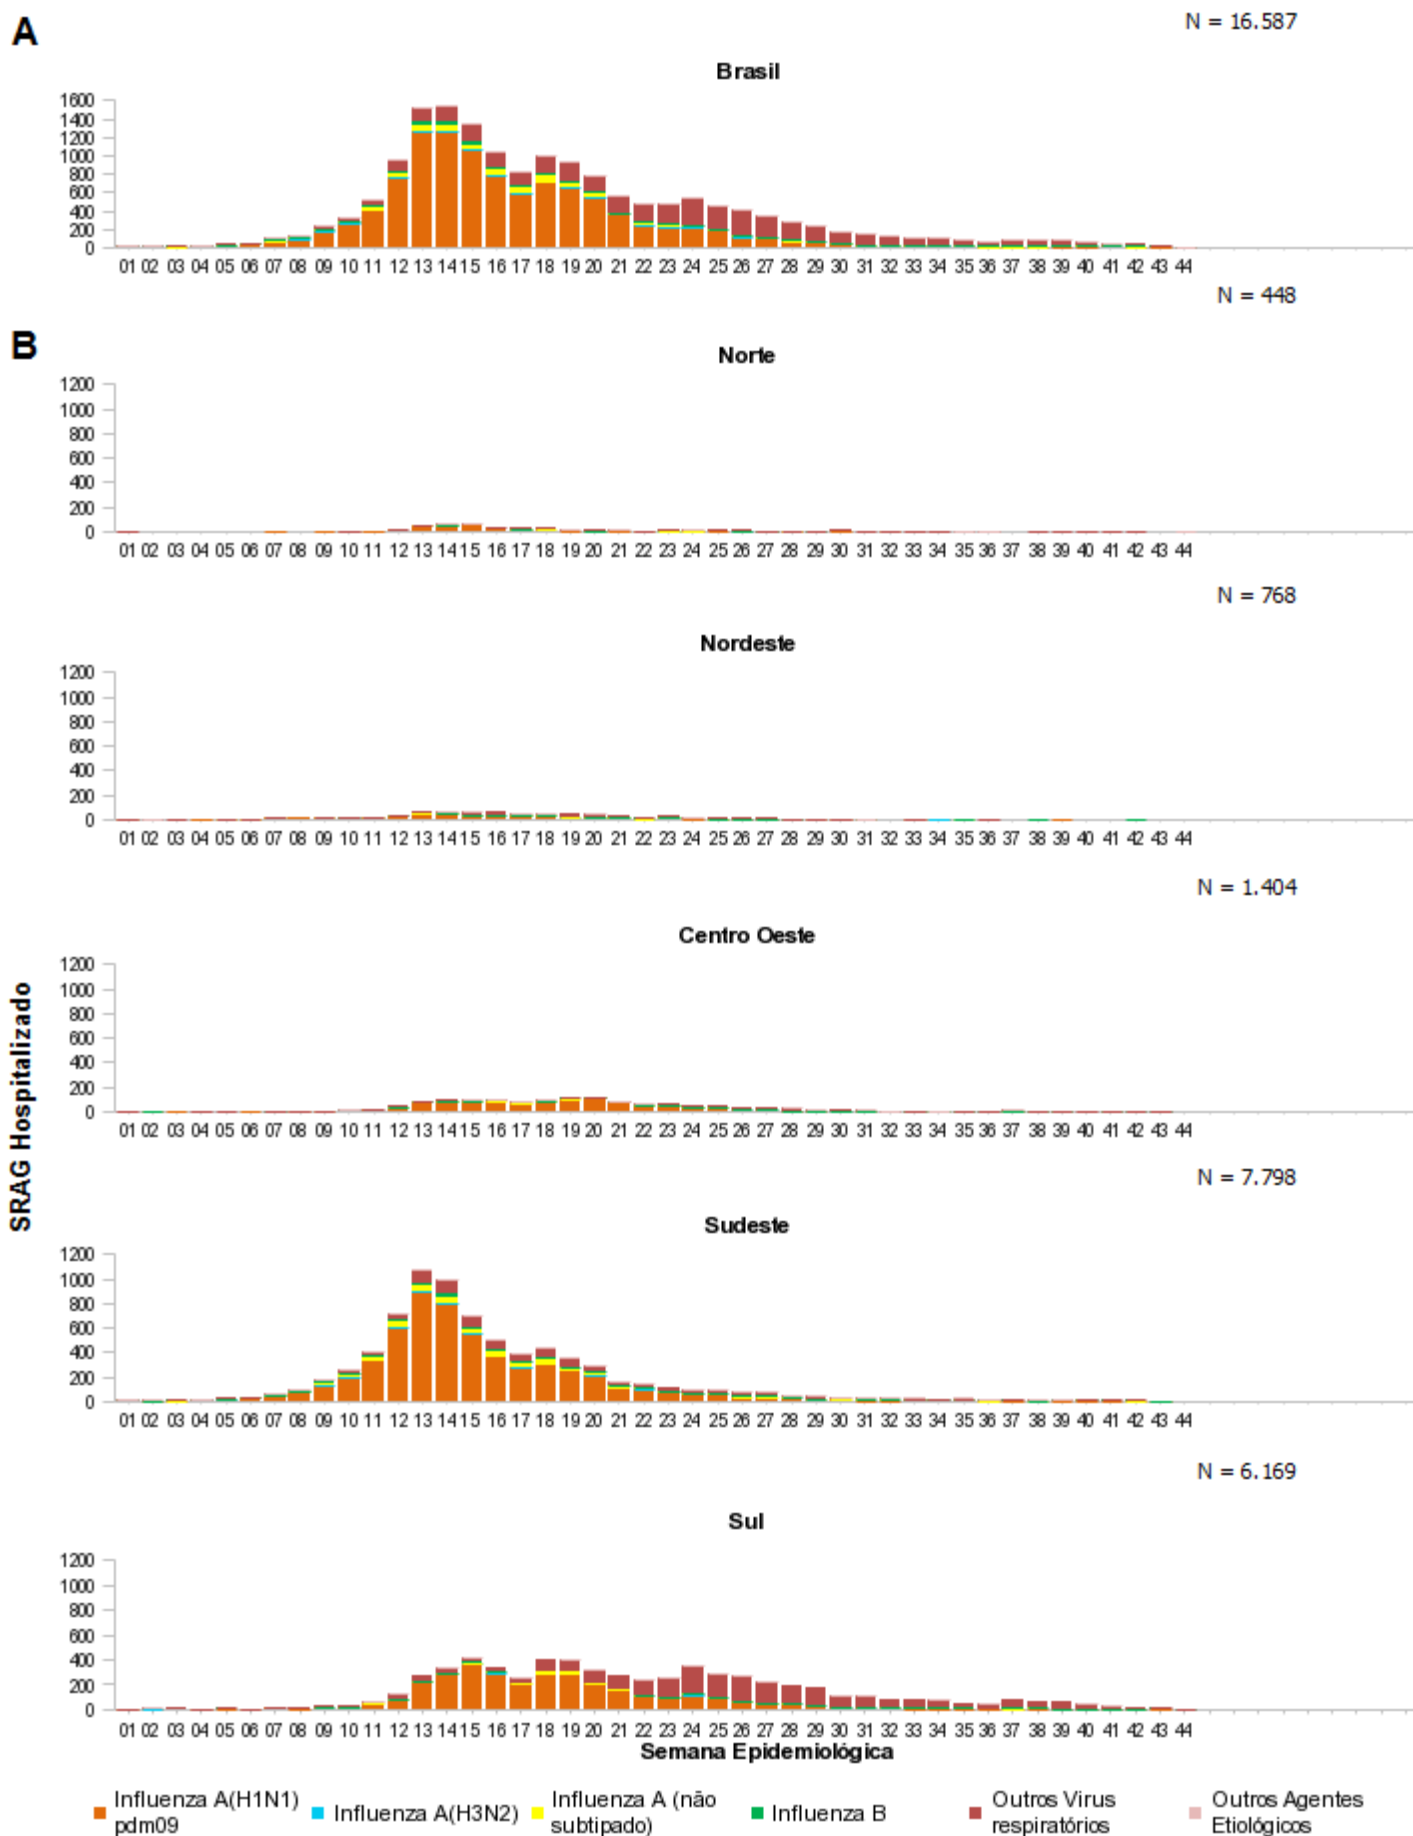 A
N = 16.587
Brasil
1600
1400
1200
1000
800
600
400
200
0
01 02 03 04 05 06 07 08 09 10 11 12 13 14 15 16 17 18 19 20 21 22 23 24 25 26 27 28 29 30 31 32 33 34 35 36 37 38 39 40 41 42 43 44
N = 448
B
Norte
1200
1000
800
600
400
200
0
01 02 03 04 05 06 07 08 09 10 11 12 13 14 15 16 17 18 19 20 21 22 23 24 25 26 27 28 29 30 31 32 33 34 35 36 37 38 39 40 41 42 43 44
N = 768
Nordeste
1200
1000
800
600
400
200
0
01 02 03 04 05 06 07 08 09 10 11 12 13 14 15 16 17 18 19 20 21 22 23 24 25 26 27 28 29 30 31 32 33 34 35 36 37 38 39 40 41 42 43 44
N = 1.404
Centro Oeste
1200
1000
800
600
400
200
0
01 02 03 04 05 06 07 08 09 10 11 12 13 14 15 16 17 18 19 20 21 22 23 24 25 26 27 28 29 30 31 32 33 34 35 36 37 38 39 40 41 42 43 44
SRAG Hospitalizado
N = 7.798
Sudeste
1200
1000
800
600
400
200
0
01 02 03 04 05 06 07 08 09 10 11 12 13 14 15 16 17 18 19 20 21 22 23 24 25 26 27 28 29 30 31 32 33 34 35 36 37 38 39 40 41 42 43 44
N = 6.169
Sul
1200
1000
800
600
400
200
0
01 02 03 04 05 06 07 08 09 10 11 12 13 14 15 16 17 18 19 20 21 22 23 24 25 26 27 28 29 30 31 32 33 34 35 36 37 38 39 40 41 42 43 44
Semana Epidemiológica
Influenza A(H1N1)
pdm09
Influenza A(H3N2)
Influenza A (não
subtipado)
Influenza B
Outros Virus
respiratórios
Outros Agentes
Etiológicos